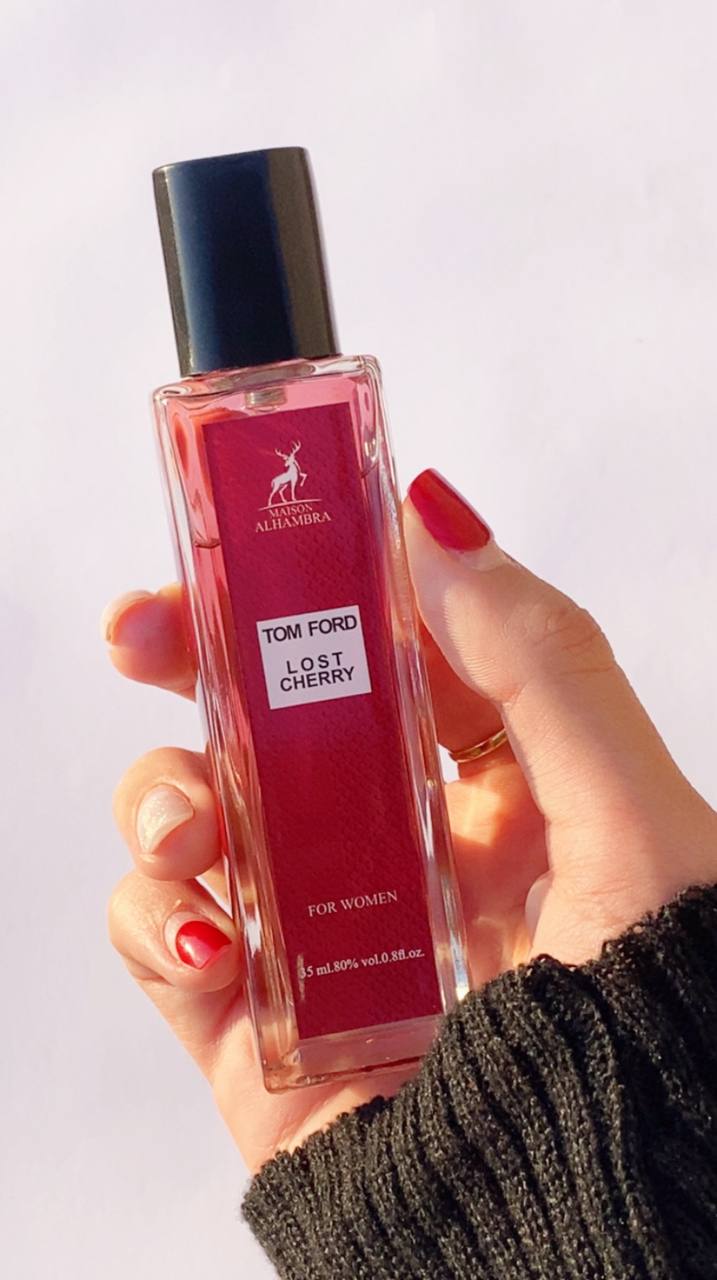 MAISON
ALHAMBRA
TOM FORD
LOST
CHERRY
FOR WOMEN
35 ml.80% vol.0.8fl.oz.